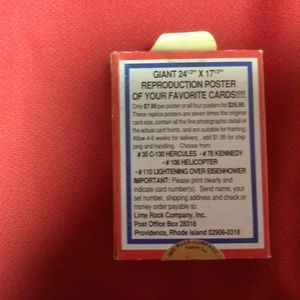 GIANT 24 1/2" X 17 1/2"
REPRODUCTION POSTER
OF YOUR FAVORITE CARDS!!!!
Only $7.95 per poster or all four posters for $26.95.
These replica posters are seven times the original
card size, contain all the fine photographic detail of
the actual card fronts, and are suitable for framing.
Allow 4-6 weeks for delivery , add $1.95 for ship-
ping and handling. Choose from:
• # 35 C-130 HERCULES • # 76 KENNEDY
• # 108 HELICOPTER
• # 110 LIGHTENING OVER EISENHOWER
IMPORTANT: Please print clearly and
indicate card number(s). Send name, your
set number, shipping address and check or
money order payable to:
Lime Rock Company, Inc.
Post Office Box 28318
Providence, Rhode Island 02908-0318